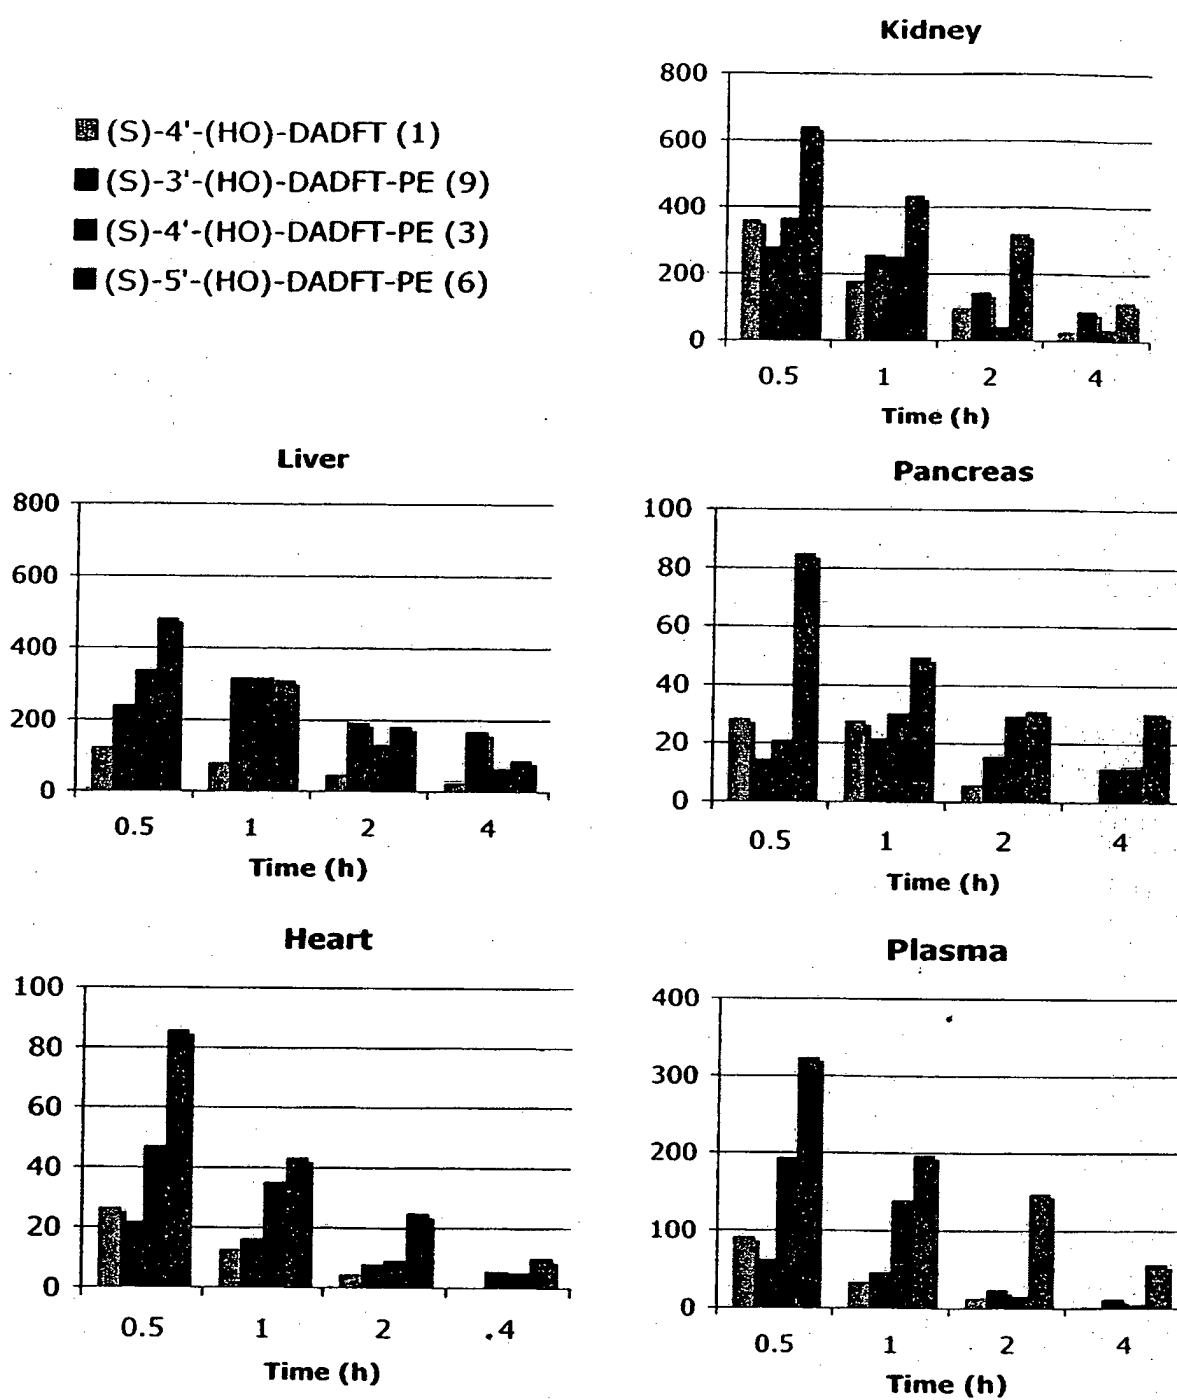 Kidney
(S)-4'-(HO)-DADFT (1)
(S)-3'-(HO)-DADFT-PE (9)
(S)-4'-(HO)-DADFT-PE (3)
(S)-5'-(HO)-DADFT-PE (6)
800
600
400
200
0
0.5 1 2 4
Time (h)
Liver
800
600
400
200
0
0.5 1 2 4
Time (h)
Pancreas
100
80
60
40
20
0
0.5 1 2 4
Time (h)
Heart
100
80
60
40
20
0
0.5 1 2 4
Time (h)
Plasma
400
300
200
100
0
0.5 1 2 4
Time (h)